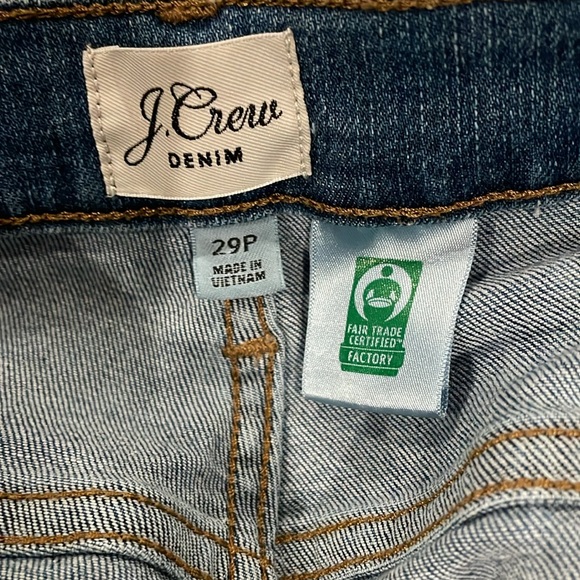 J.Crew
DENIM
29P
MADE IN
VIETNAM
FAIR TRADE
CERTIFIED™
FACTORY